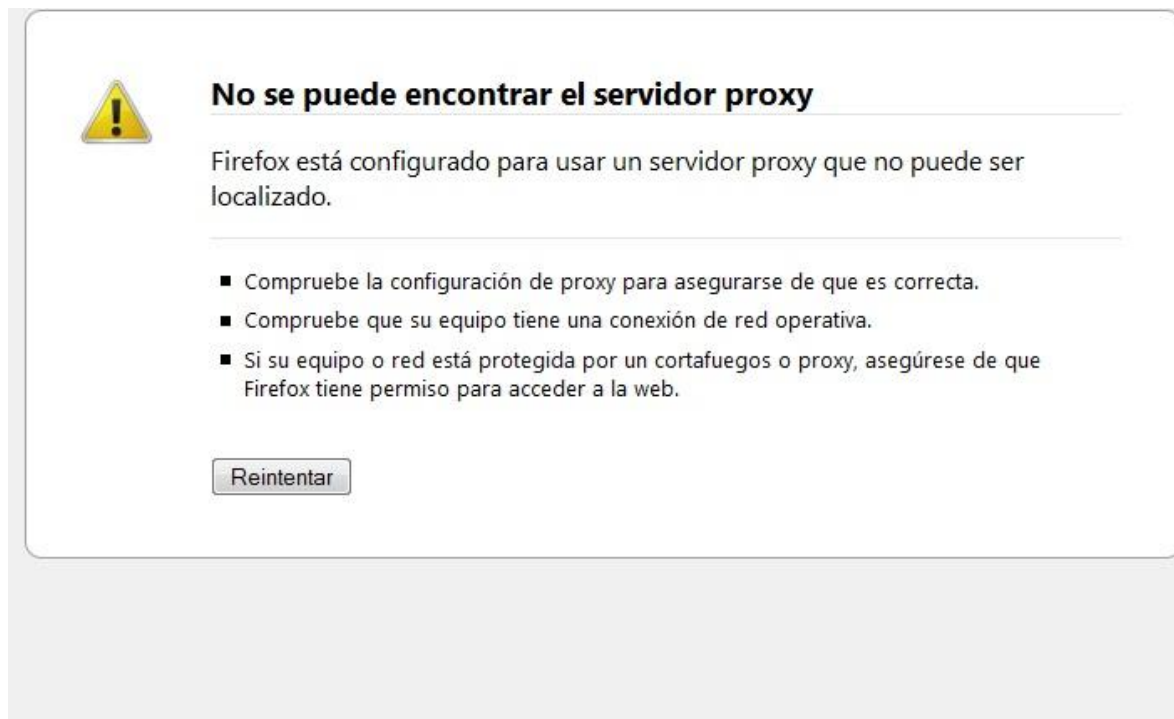 No se puede encontrar el servidor proxy
Firefox está configurado para usar un servidor proxy que no puede ser
localizado.
Compruebe la configuración de proxy para asegurarse de que es correcta.
Compruebe que su equipo tiene una conexión de red operativa.
Si su equipo o red está protegida por un cortafuegos o proxy, asegúrese de que
Firefox tiene permiso para acceder a la web.
Reintentar